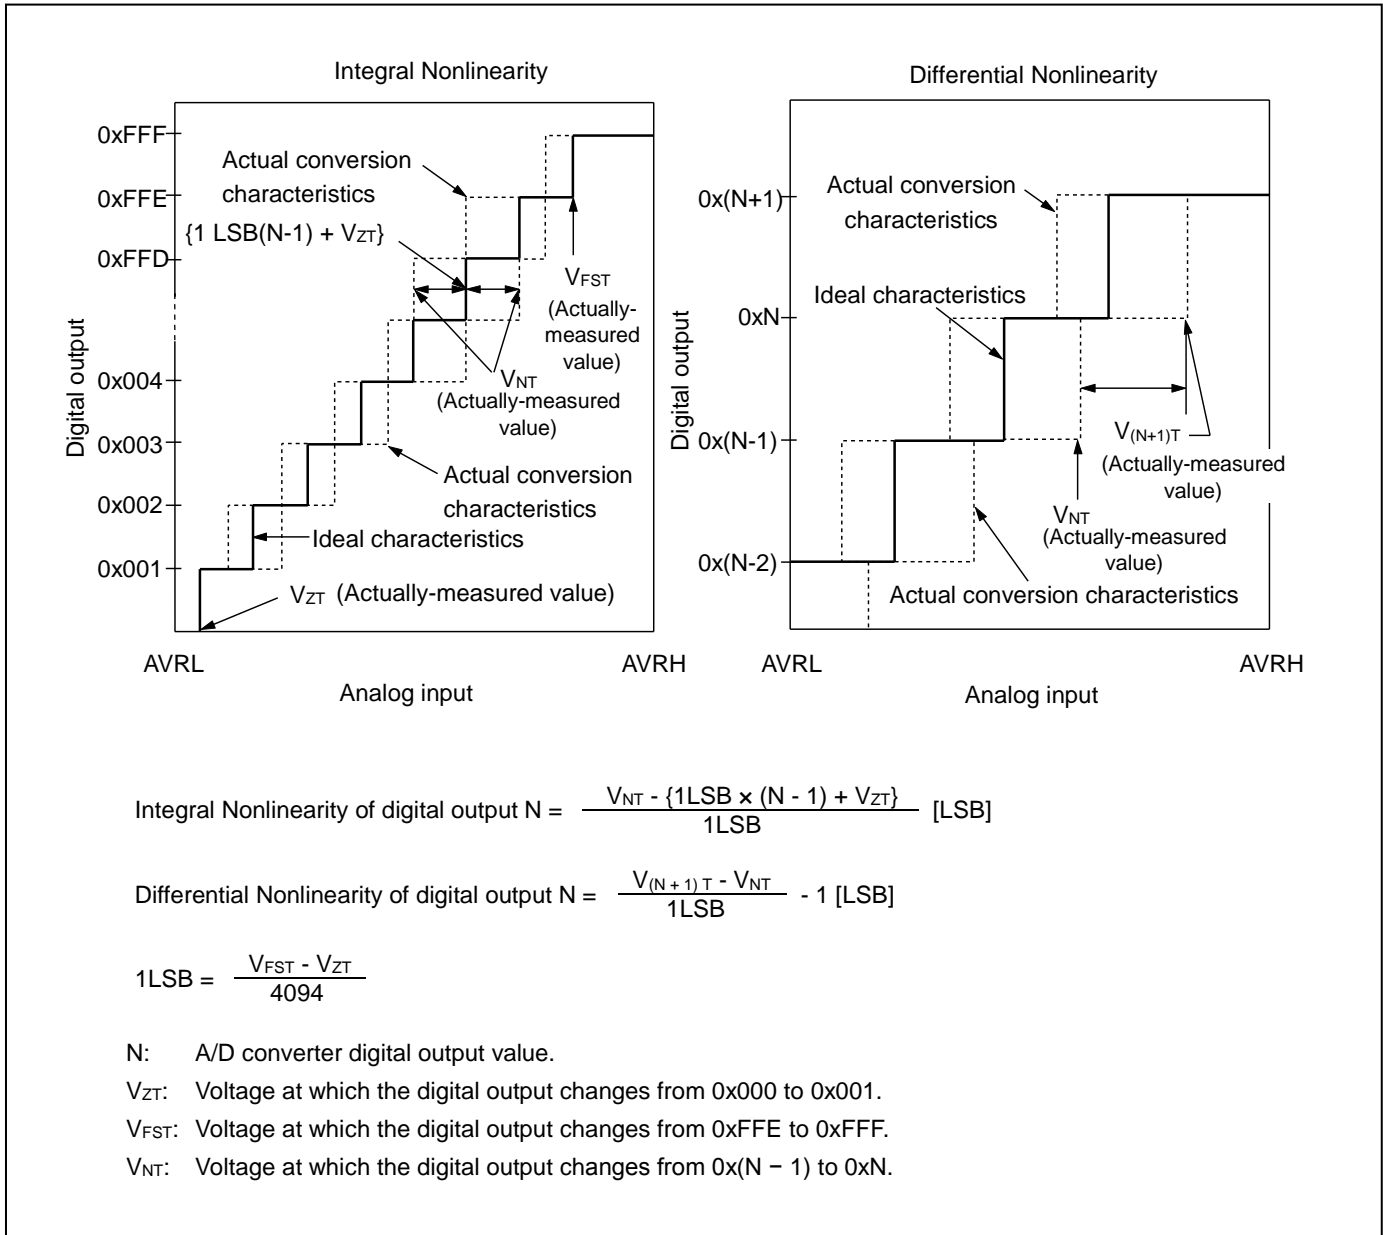 Integral Nonlinearity
0xFFF
0xFFE
0xFFD
0x004
0x003
0x002
0x001
Digital output
Actual conversion
characteristics
{1 LSB(N-1) + VZT}
VFST
(Actually-
measured
value)
VNT
(Actually-measured
value)
Actual conversion
characteristics
Ideal characteristics
VZT (Actually-measured value)
AVRL
AVRH
Analog input
Differential Nonlinearity
0x(N+1)
0xN
0x(N-1)
0x(N-2)
Digital output
Actual conversion
characteristics
Ideal characteristics
V(N+1)T
(Actually-measured
value)
VNT
(Actually-measured
value)
Actual conversion characteristics
AVRL
AVRH
Analog input
Integral Nonlinearity of digital output N = VNT - {1LSB × (N - 1) + VZT} / 1LSB [LSB]
Differential Nonlinearity of digital output N = V(N + 1) T - VNT / 1LSB - 1 [LSB]
1LSB = VFST - VZT / 4094
N: A/D converter digital output value.
VZT: Voltage at which the digital output changes from 0x000 to 0x001.
VFST: Voltage at which the digital output changes from 0xFFE to 0xFFF.
VNT: Voltage at which the digital output changes from 0x(N − 1) to 0xN.